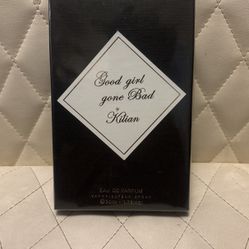 Good girl
gone Bad
by
Kilian
EAU DE PARFUM